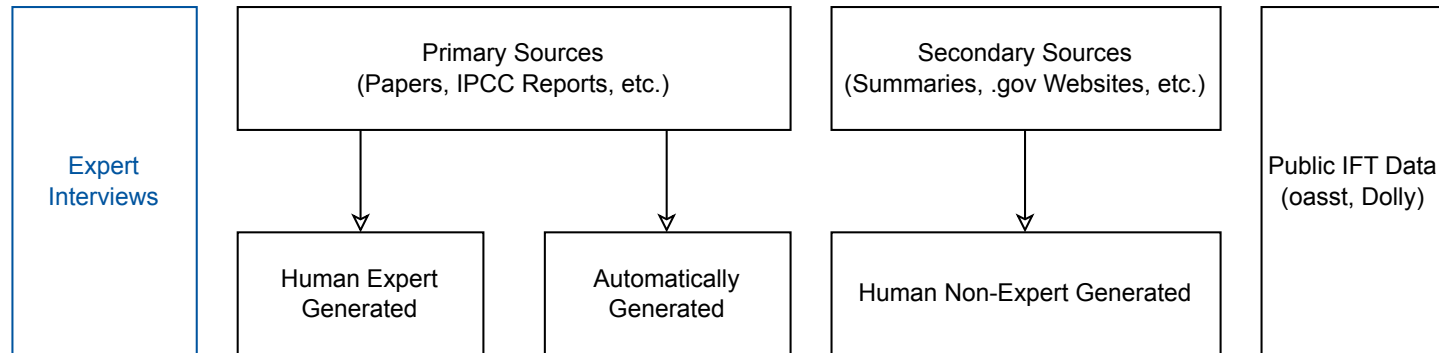 Expert
Interviews
Primary Sources
(Papers, IPCC Reports, etc.)
Human Expert
Generated
Automatically
Generated
Secondary Sources
(Summaries, .gov Websites, etc.)
Human Non-Expert Generated
Public IFT Data
(oasst, Dolly)